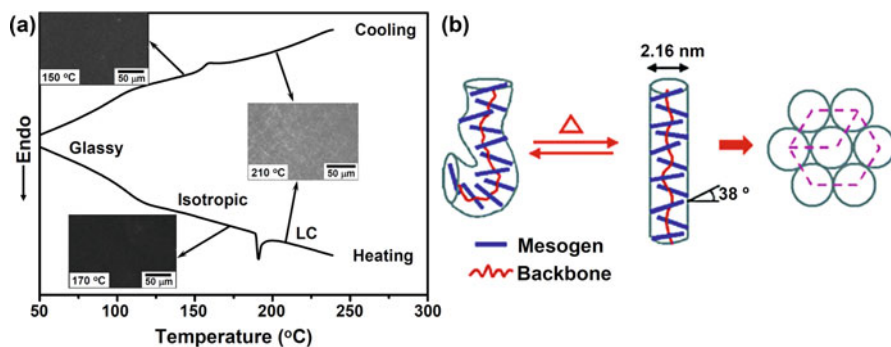 (a)
Cooling
150 °C
50 μm
210 °C
50 μm
Endo
Glassy
Isotropic
LC
170 °C
50 μm
Heating
50 100 150 200 250 300
Temperature (°C)
(b)
2.16 nm
Δ
38 °
Mesogen
Backbone